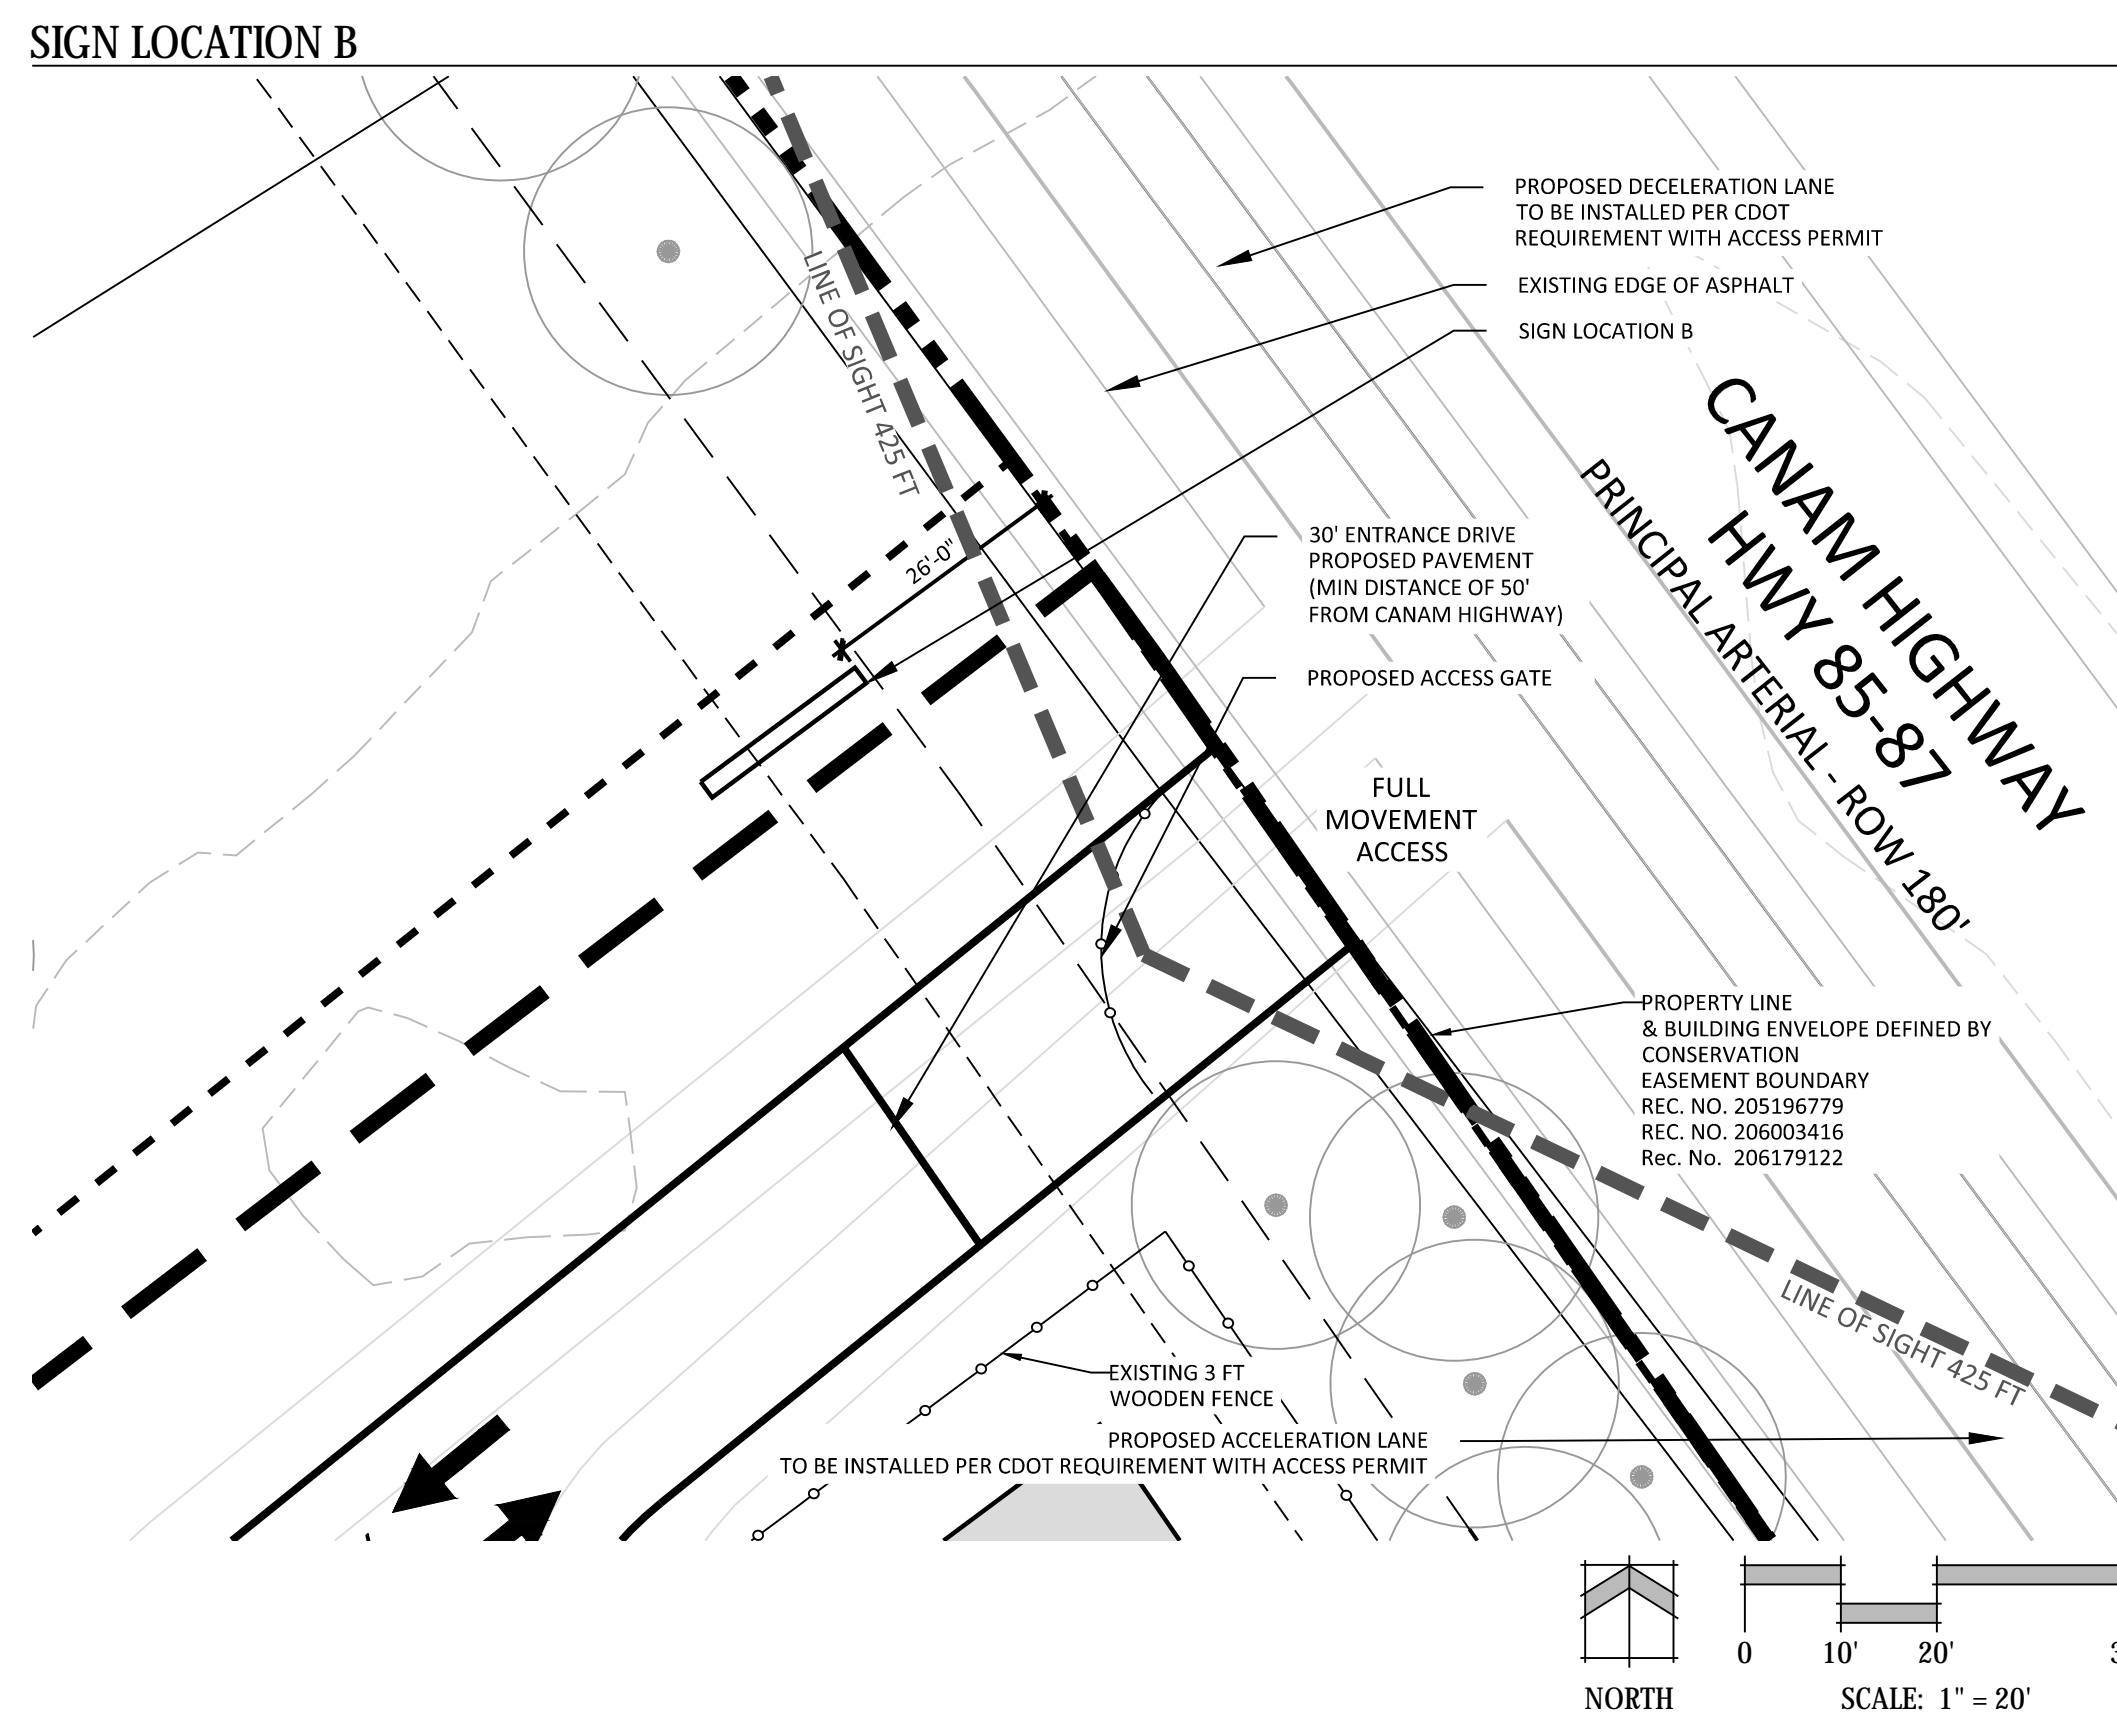 SIGN LOCATION B
PROPOSED DECELERATION LANE
TO BE INSTALLED PER CDOT
REQUIREMENT WITH ACCESS PERMIT
EXISTING EDGE OF ASPHALT
SIGN LOCATION B
LINE OF SIGHT 425 FT
CANAM HIGHWAY
HWY 85-87
PRINCIPAL ARTERIAL - ROW 180'
26'-0"
30' ENTRANCE DRIVE
PROPOSED PAVEMENT
(MIN DISTANCE OF 50'
FROM CANAM HIGHWAY)
PROPOSED ACCESS GATE
FULL
MOVEMENT
ACCESS
PROPERTY LINE
& BUILDING ENVELOPE DEFINED BY
CONSERVATION
EASEMENT BOUNDARY
REC. NO. 205196779
REC. NO. 206003416
Rec. No.  206179122
LINE OF SIGHT 425 FT
EXISTING 3 FT
WOODEN FENCE
PROPOSED ACCELERATION LANE
TO BE INSTALLED PER CDOT REQUIREMENT WITH ACCESS PERMIT
0 10' 20'
NORTH
SCALE:  1" = 20'